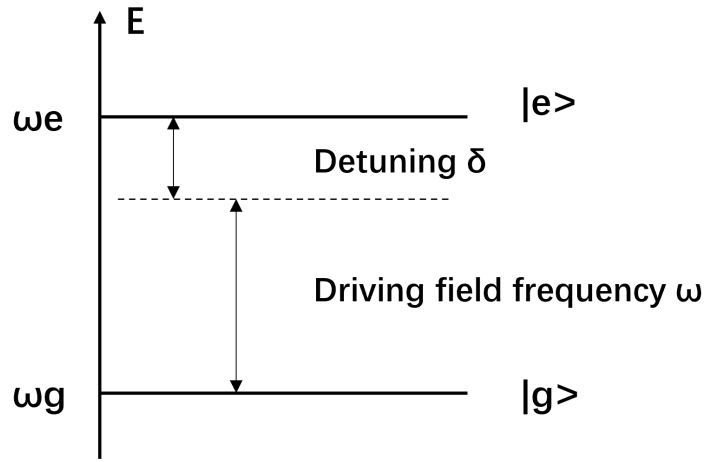 E
ωe
|e>
Detuning δ
Driving field frequency ω
ωg
|g>